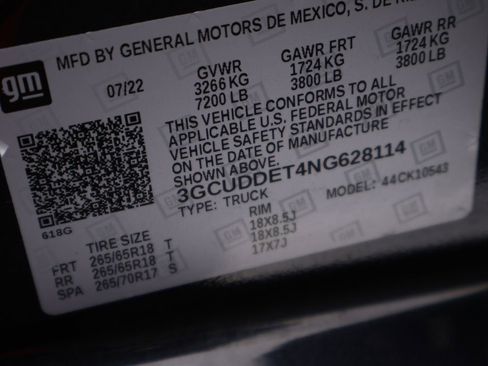 gm
MFD BY GENERAL MOTORS DE MEXICO, S. DE R.
07/22
GVWR GAWR FRT GAWR RR
3266 KG 1724 KG 1724 KG
7200 LB 3800 LB 3800 LB
THIS VEHICLE CONFORMS TO ALL
APPLICABLE U.S. FEDERAL MOTOR
VEHICLE SAFETY STANDARDS IN EFFECT
ON THE DATE OF MANUFACTURE
SHOWN ABOVE.
3GCUDDET4NG628114
TYPE: TRUCK MODEL: 44CK10543
618G
TIRE SIZE RIM
FRT 265/65R18 T 18X8.5J
RR 265/65R18 T 18X8.5J
SPA 265/70R17 S 17X7J